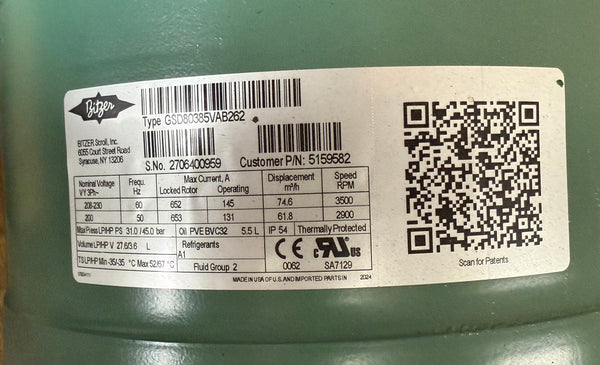 Bitzer
Type GSD80385VAB262
BITZER Scroll, Inc.
6055 Court Street Road
Syracuse, NY 13206
S.No. 2706400959
Customer P/N: 5159582
Nominal Voltage Frequ. Max Current, A Displacement Speed
V/Y 3Ph~ Hz Locked Rotor Operating m³/h RPM
208-230 60 652 145 74.6 3500
200 50 653 131 61.8 2900
Max Press LP/HP PS 31.0 /45.0 bar Oil PVE BVC32 5.5 L IP 54 Thermally Protected
Volume LP/HP V 27.6/3.6 L Refrigerants
A1
TS LP/HP Min -35/-35 °C Max 52/67 °C Fluid Group 2
CE 0062
c RU us SA7129
MADE IN USA OF U.S. AND IMPORTED PARTS IN 2024
Scan for Patents